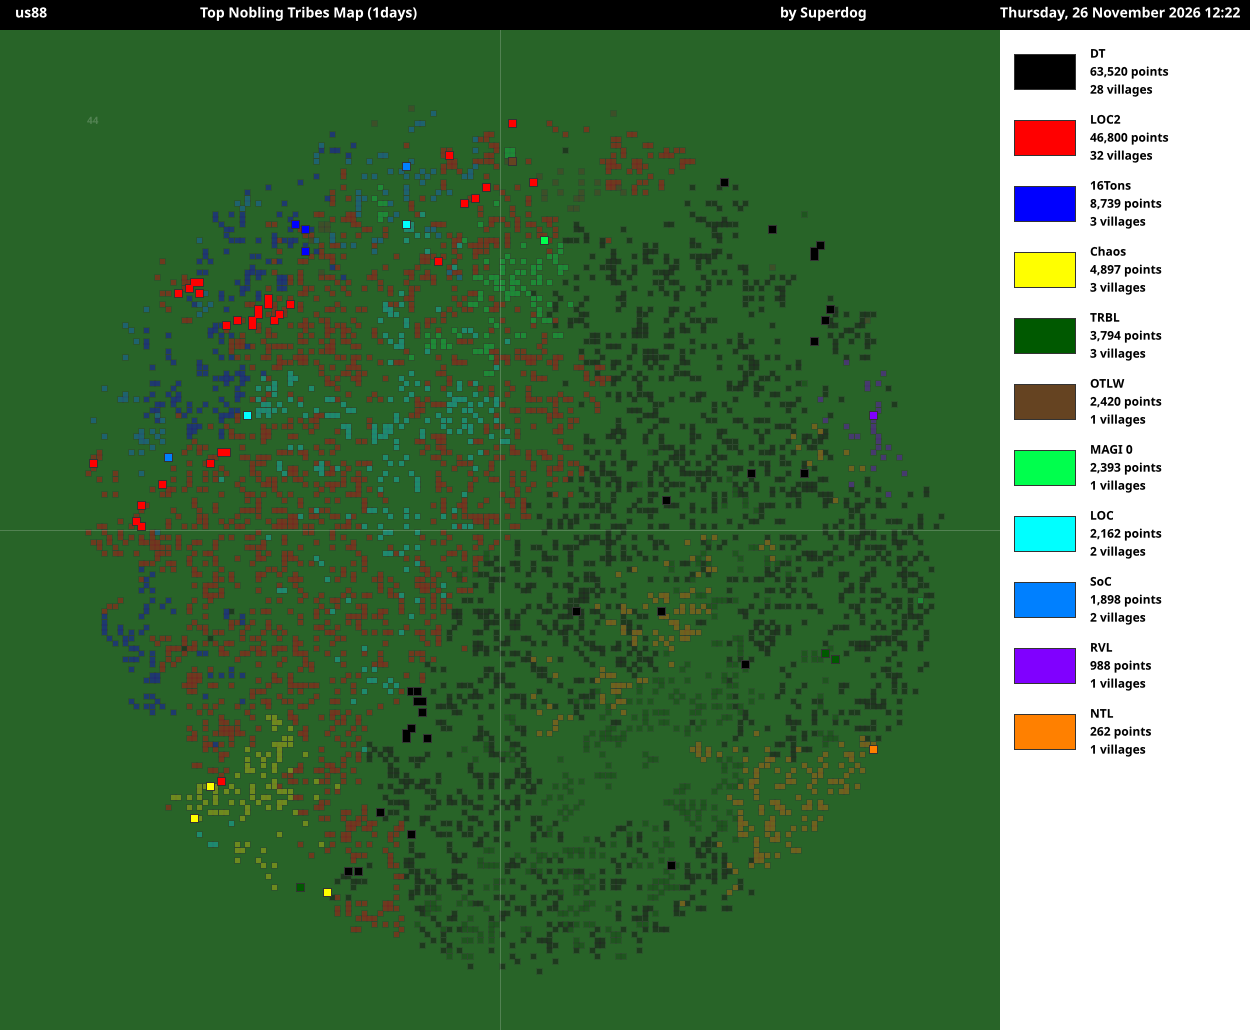 us88 Top Nobling Tribes Map (1days) by Superdog Thursday, 26 November 2026 12:22
44
DT
63,520 points
28 villages
LOC2
46,800 points
32 villages
16Tons
8,739 points
3 villages
Chaos
4,897 points
3 villages
TRBL
3,794 points
3 villages
OTLW
2,420 points
1 villages
MAGI 0
2,393 points
1 villages
LOC
2,162 points
2 villages
SoC
1,898 points
2 villages
RVL
988 points
1 villages
NTL
262 points
1 villages